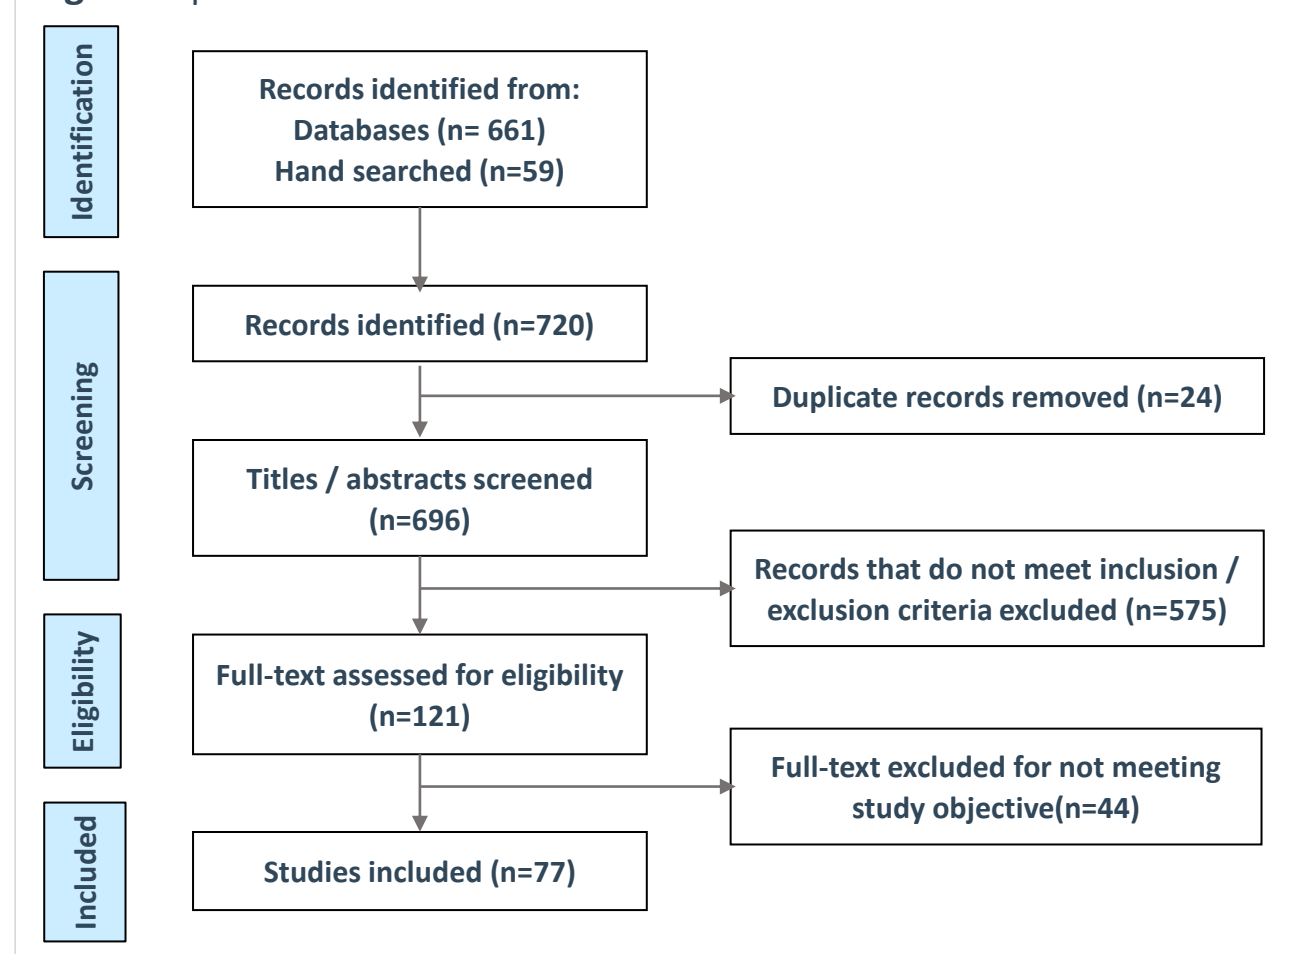 Identification
Records identified from:
Databases (n= 661)
Hand searched (n=59)
Screening
Records identified (n=720)
Duplicate records removed (n=24)
Titles / abstracts screened
(n=696)
Records that do not meet inclusion /
exclusion criteria excluded (n=575)
Eligibility
Full-text assessed for eligibility
(n=121)
Full-text excluded for not meeting
study objective(n=44)
Included
Studies included (n=77)